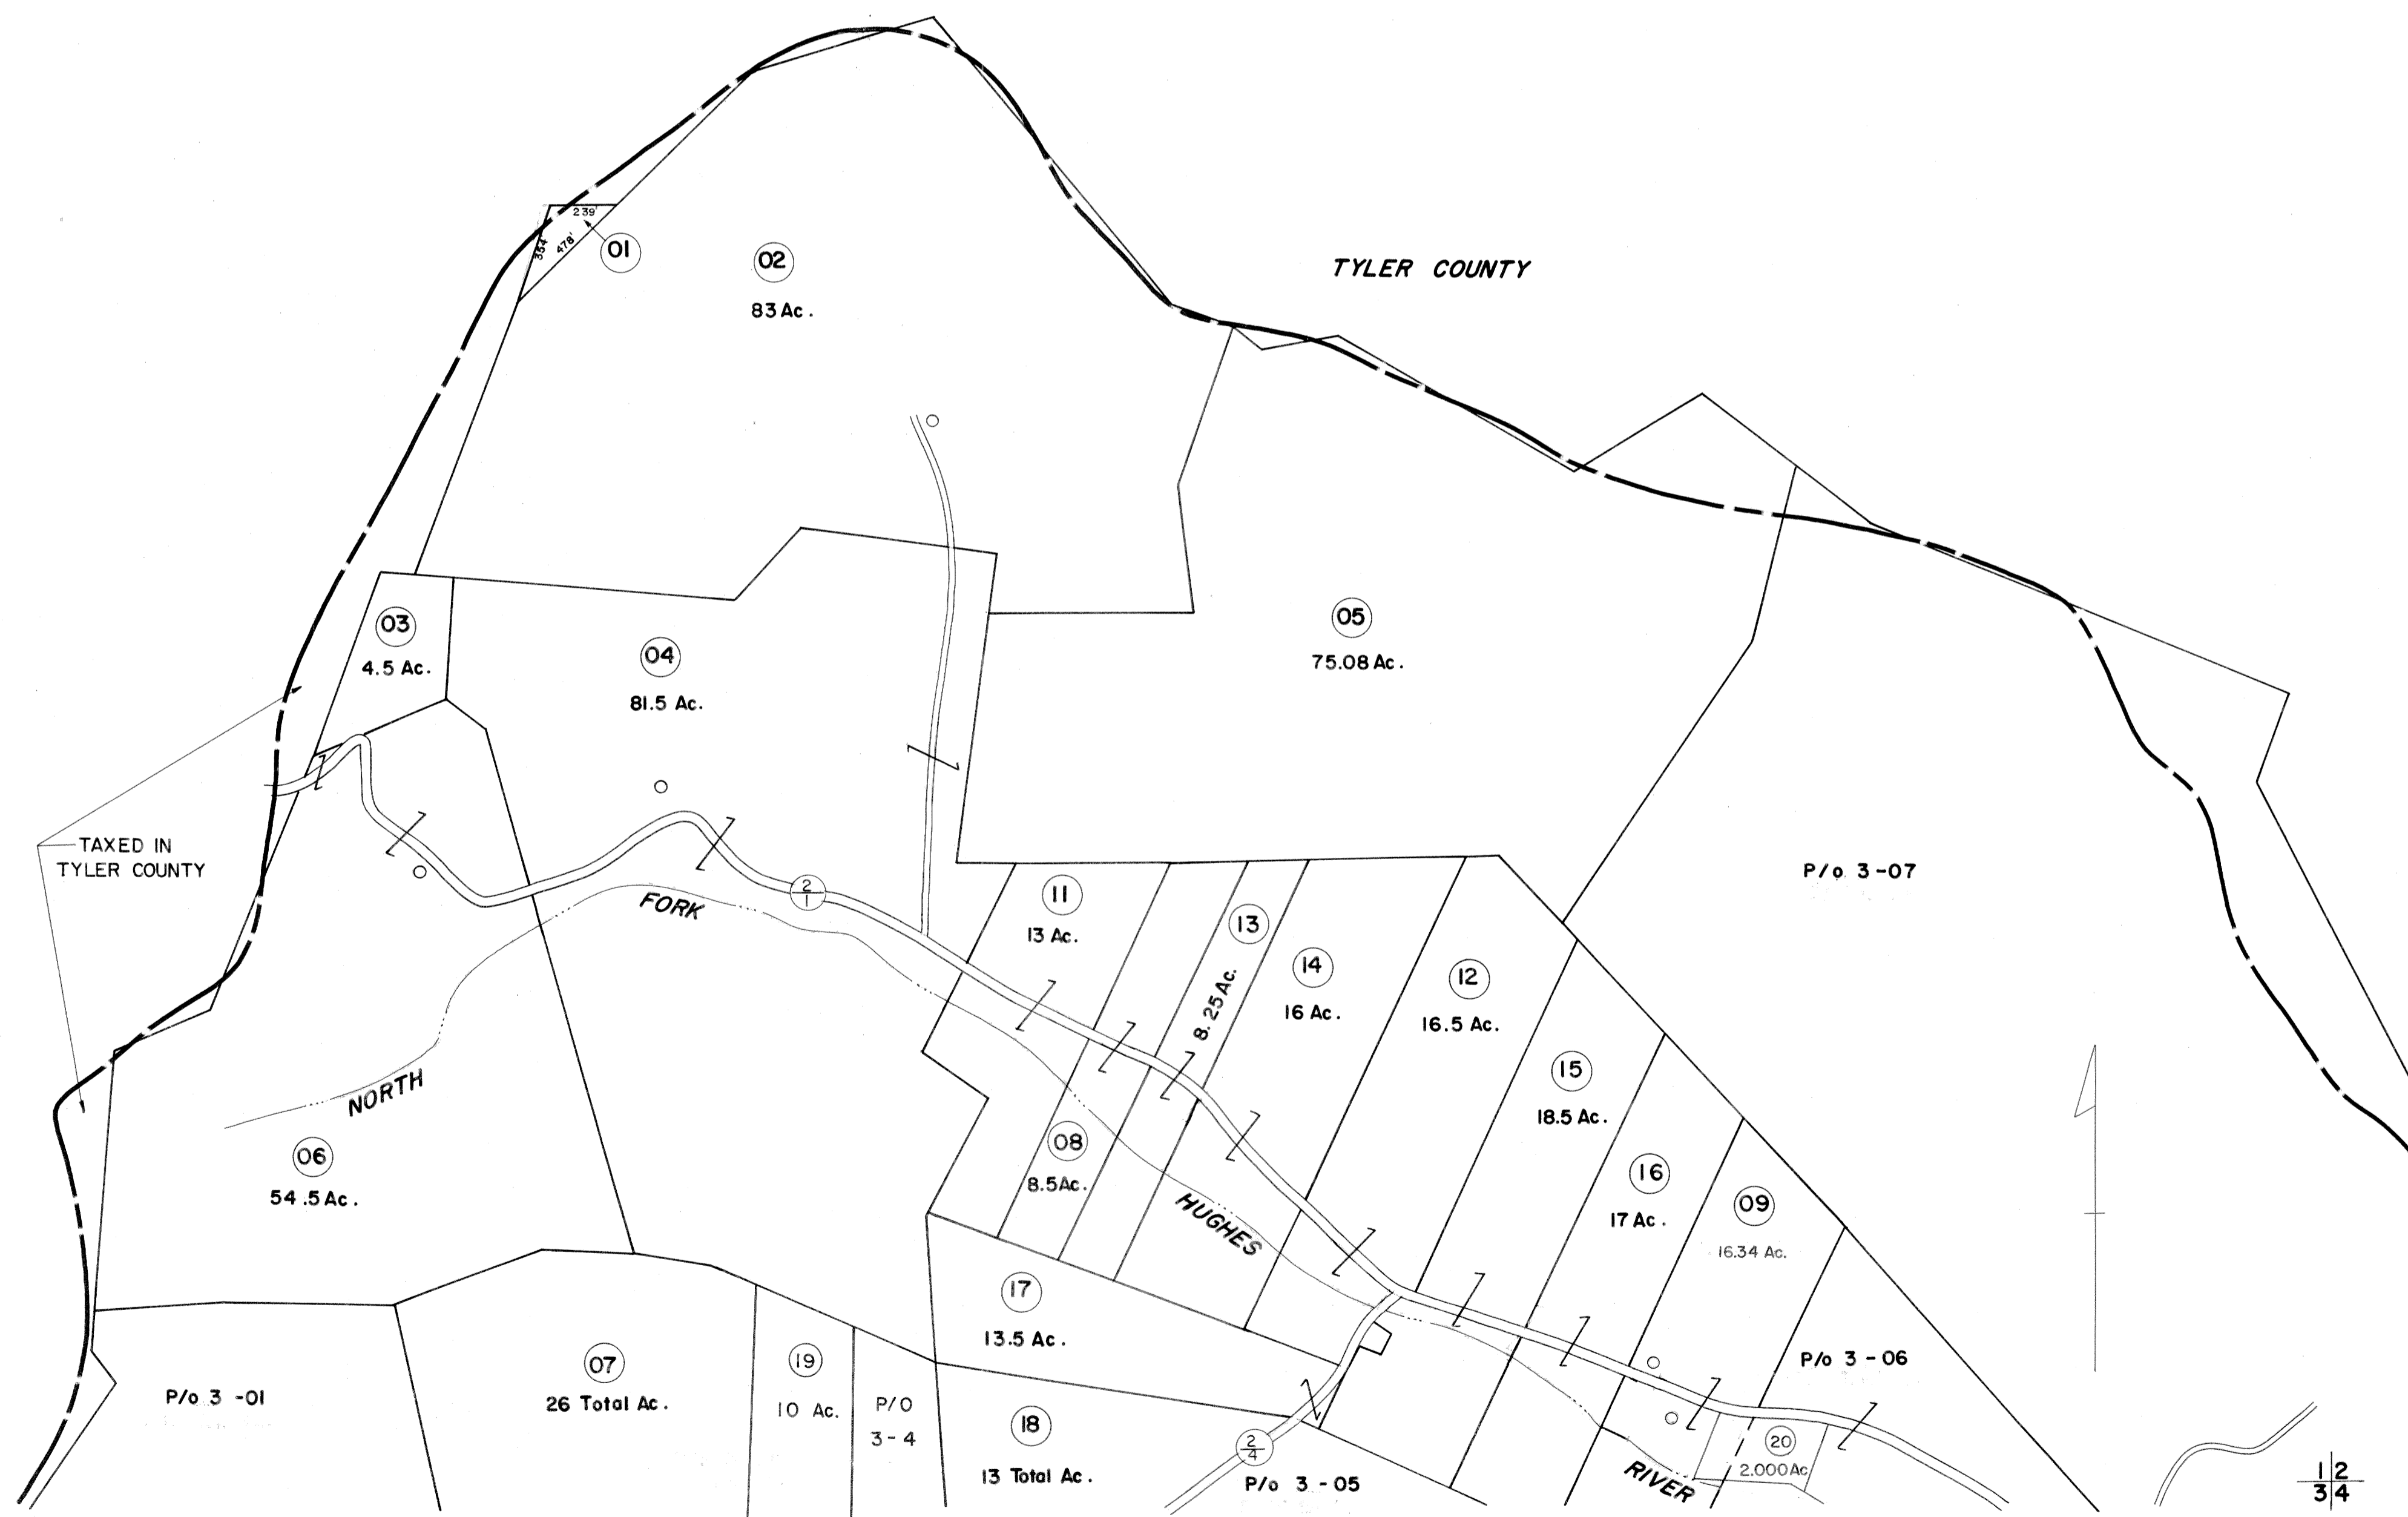 239'
354'
478'
01
02
83 Ac.
TYLER COUNTY
03
4.5 Ac.
04
81.5 Ac.
05
75.08 Ac.
TAXED IN
TYLER COUNTY
P/o 3 -07
2
1
FORK
11
13 Ac.
13
8.25 Ac.
14
16 Ac.
12
16.5 Ac.
15
18.5 Ac.
16
17 Ac.
09
16.34 Ac.
NORTH
06
54.5 Ac.
08
8.5 Ac.
HUGHES
17
13.5 Ac.
P/o 3 -01
07
26 Total Ac.
19
10 Ac.
P/O
3-4
18
13 Total Ac.
2
4
P/o 3 -05
P/o 3 -06
20
2.000 Ac
RIVER
1 2
3 4